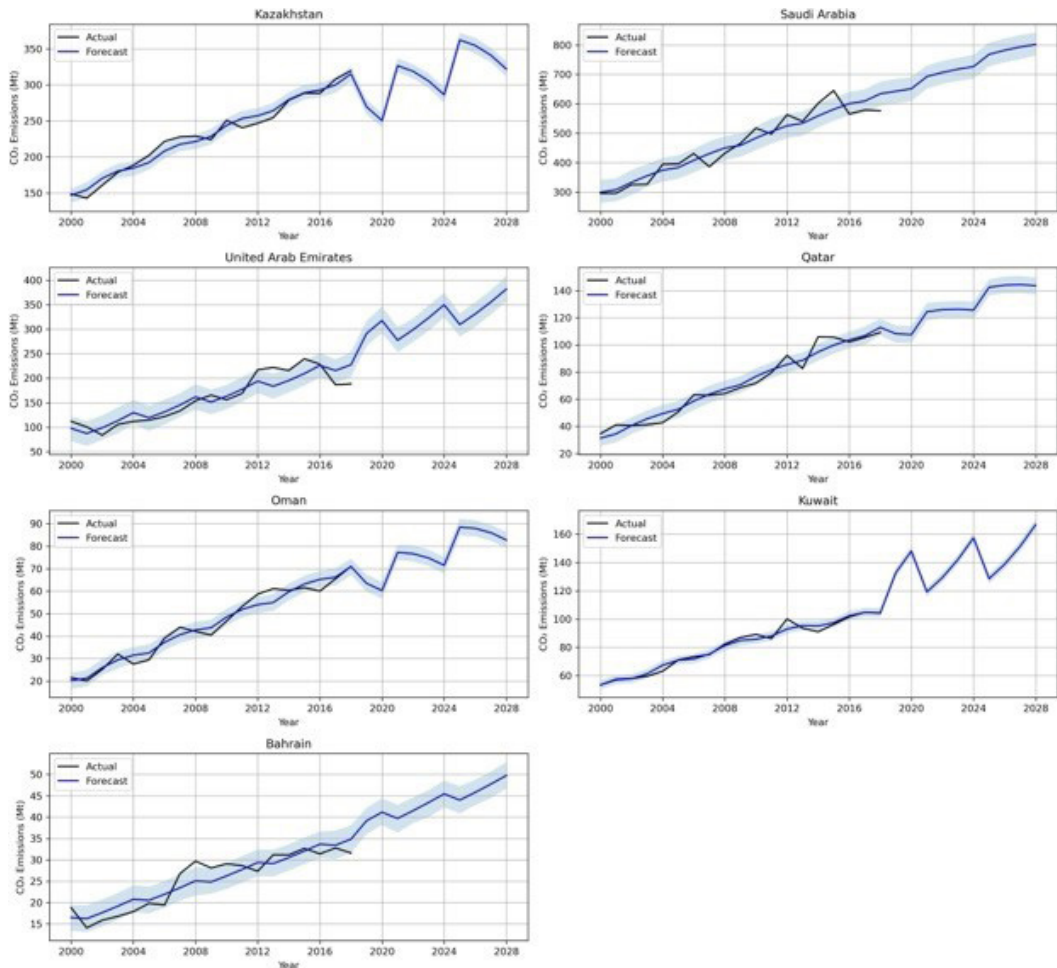 Kazakhstan
Actual
Forecast
CO₂ Emissions (Mt)
350
300
250
200
150
2000 2004 2008 2012 2016 2020 2024 2028
Year
Saudi Arabia
Actual
Forecast
CO₂ Emissions (Mt)
800
700
600
500
400
300
2000 2004 2008 2012 2016 2020 2024 2028
Year
United Arab Emirates
Actual
Forecast
CO₂ Emissions (Mt)
400
350
300
250
200
150
100
50
2000 2004 2008 2012 2016 2020 2024 2028
Year
Qatar
Actual
Forecast
CO₂ Emissions (Mt)
140
120
100
80
60
40
20
2000 2004 2008 2012 2016 2020 2024 2028
Year
Oman
Actual
Forecast
CO₂ Emissions (Mt)
90
80
70
60
50
40
30
20
2000 2004 2008 2012 2016 2020 2024 2028
Year
Kuwait
Actual
Forecast
CO₂ Emissions (Mt)
160
140
120
100
80
60
2000 2004 2008 2012 2016 2020 2024 2028
Year
Bahrain
Actual
Forecast
CO₂ Emissions (Mt)
50
45
40
35
30
25
20
15
2000 2004 2008 2012 2016 2020 2024 2028
Year